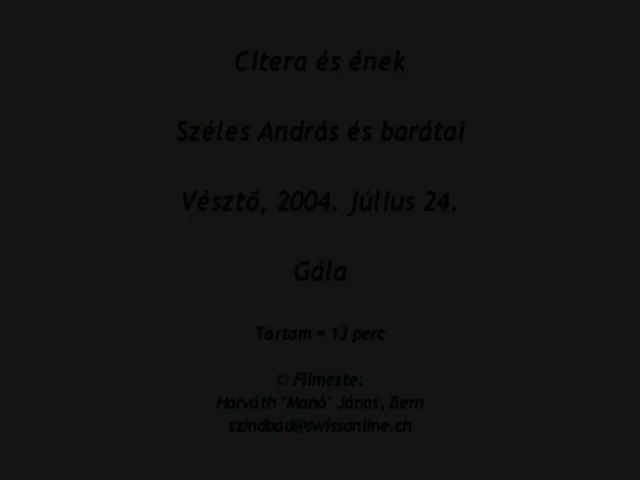 Citera és ének
Széles András és barátai
Vésztő, 2004. Július 24.
Gála
Tartam = 13 perc
© Filmezte:
Horváth "Manó" János, Bern
szindbad@swissonline.ch